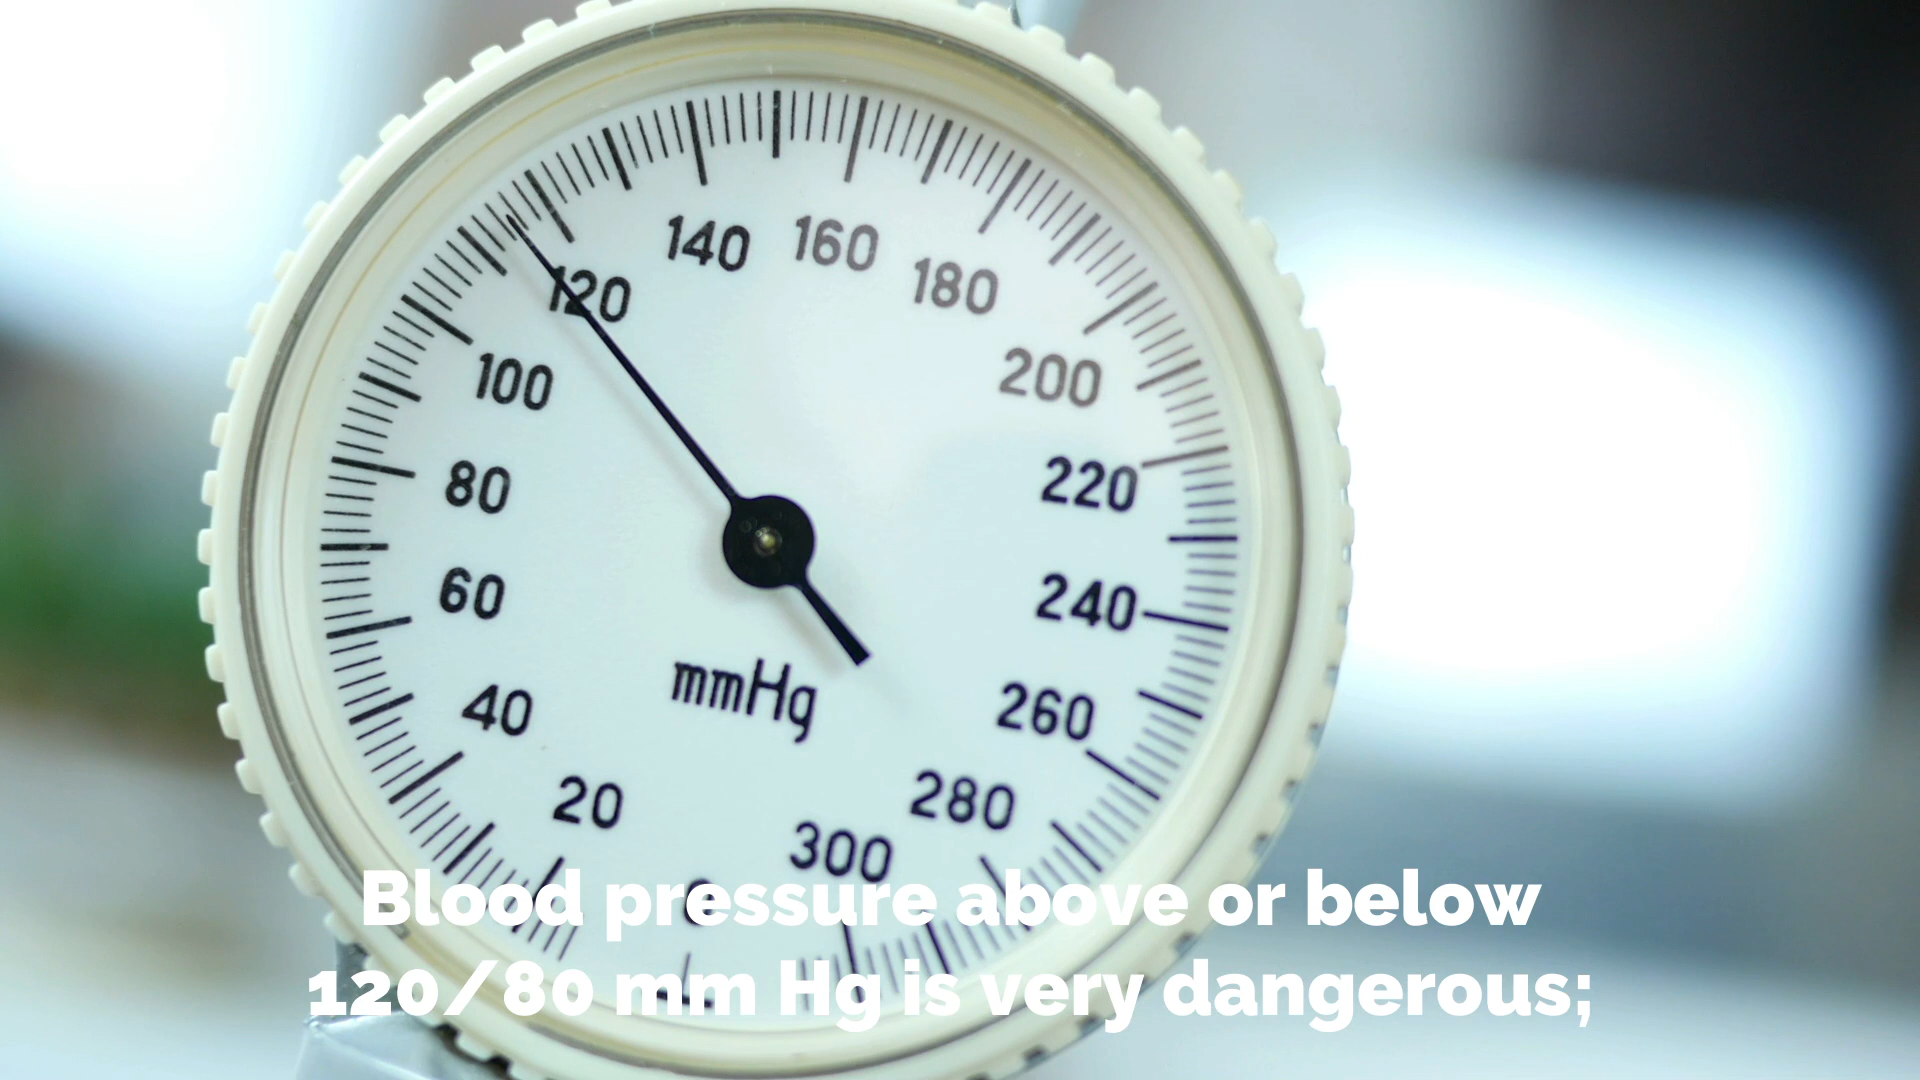 140 160
120 180
100 200
80 220
60 240
mmHg
40 260
20 280
0 300
Blood pressure above or below
120/80 mm Hg is very dangerous;